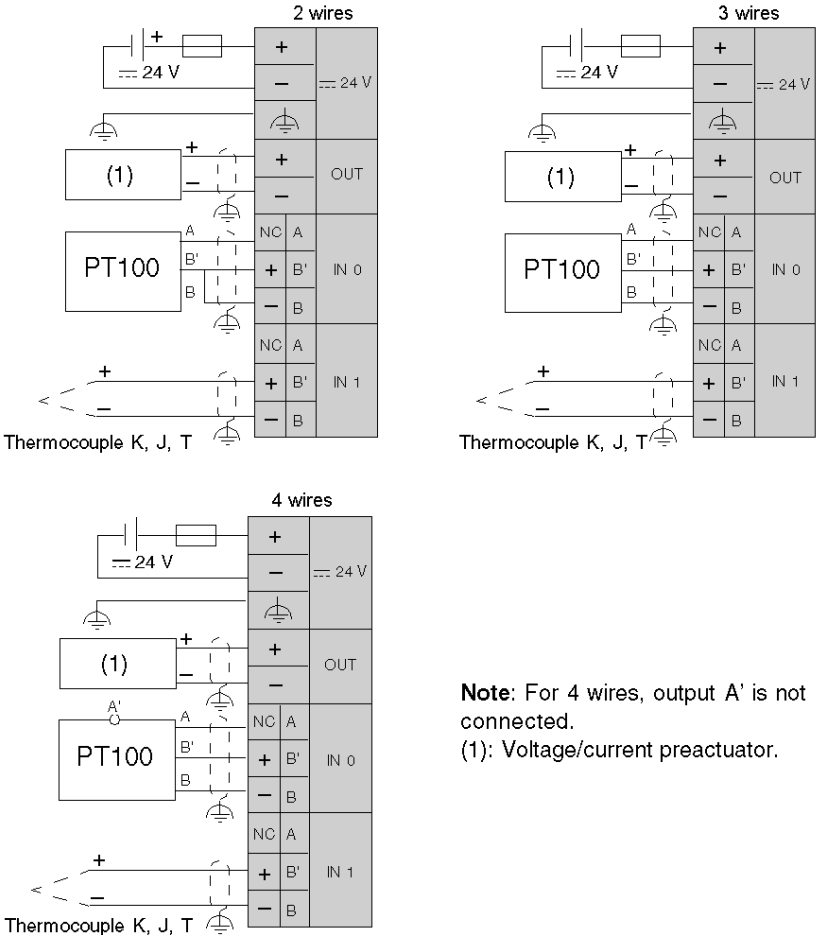 2 wires
+
+
⎓ 24 V
−
⎓ 24 V
+
+
(1)
OUT
−
−
A
NC A
PT100
B'
+ B'
IN 0
B
− B
NC A
+
+ B'
IN 1
−
− B
Thermocouple K, J, T
3 wires
+
⎓ 24 V
−
⎓ 24 V
+
+
(1)
OUT
−
−
A
NC A
PT100
B'
+ B'
IN 0
B
− B
NC A
+
+ B'
IN 1
−
− B
Thermocouple K, J, T
4 wires
+
⎓ 24 V
−
⎓ 24 V
+
+
(1)
OUT
−
−
A'
A
NC A
PT100
B'
+ B'
IN 0
B
− B
NC A
+
+ B'
IN 1
−
− B
Thermocouple K, J, T
Note: For 4 wires, output A' is not
connected.
(1): Voltage/current preactuator.